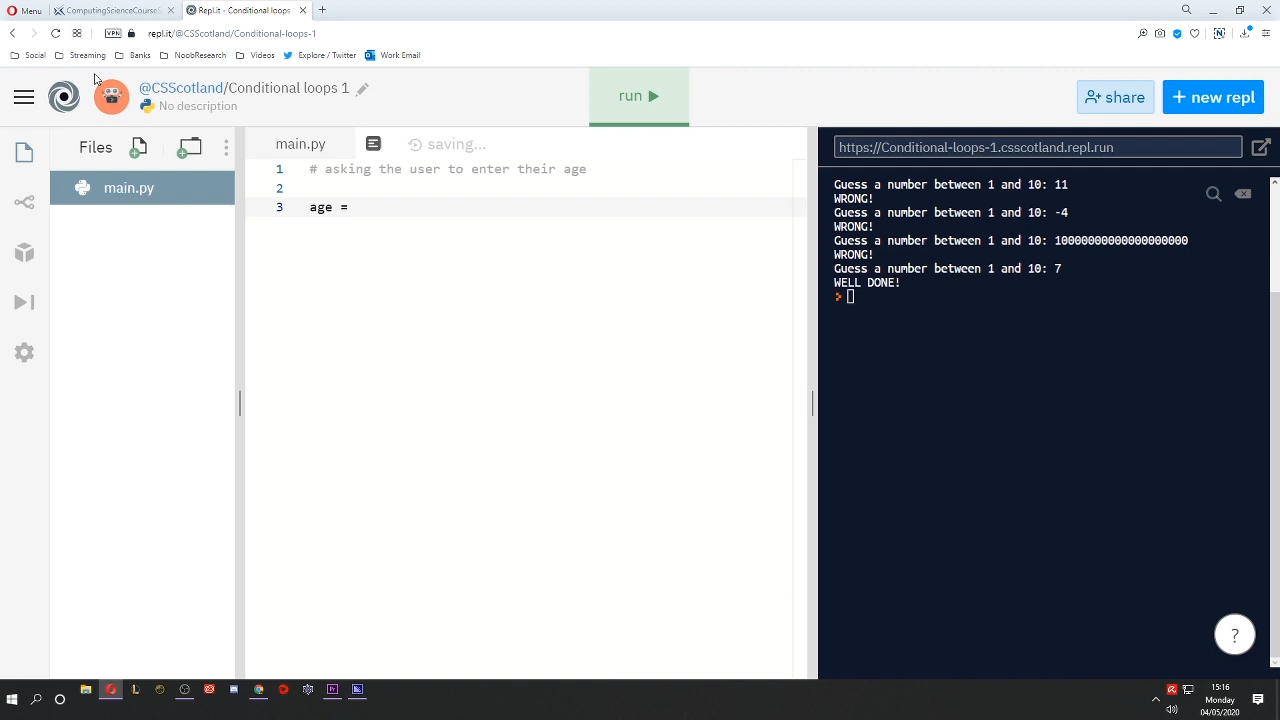 Menu
ComputingScienceCourseS
Repl.it - Conditional loops 1
VPN
repl.it/@CSScotland/Conditional-loops-1
Social
Streaming
Banks
NoobResearch
Videos
Explore / Twitter
Work Email
@CSScotland/Conditional loops 1
No description
run
share
+ new repl
Files
main.py
main.py
saving...
https://Conditional-loops-1.csscotland.repl.run
1 # asking the user to enter their age
2
3 age =
Guess a number between 1 and 10: 11
WRONG!
Guess a number between 1 and 10: -4
WRONG!
Guess a number between 1 and 10: 10000000000000000000
WRONG!
Guess a number between 1 and 10: 7
WELL DONE!
>
?
15:16
Monday
04/05/2020